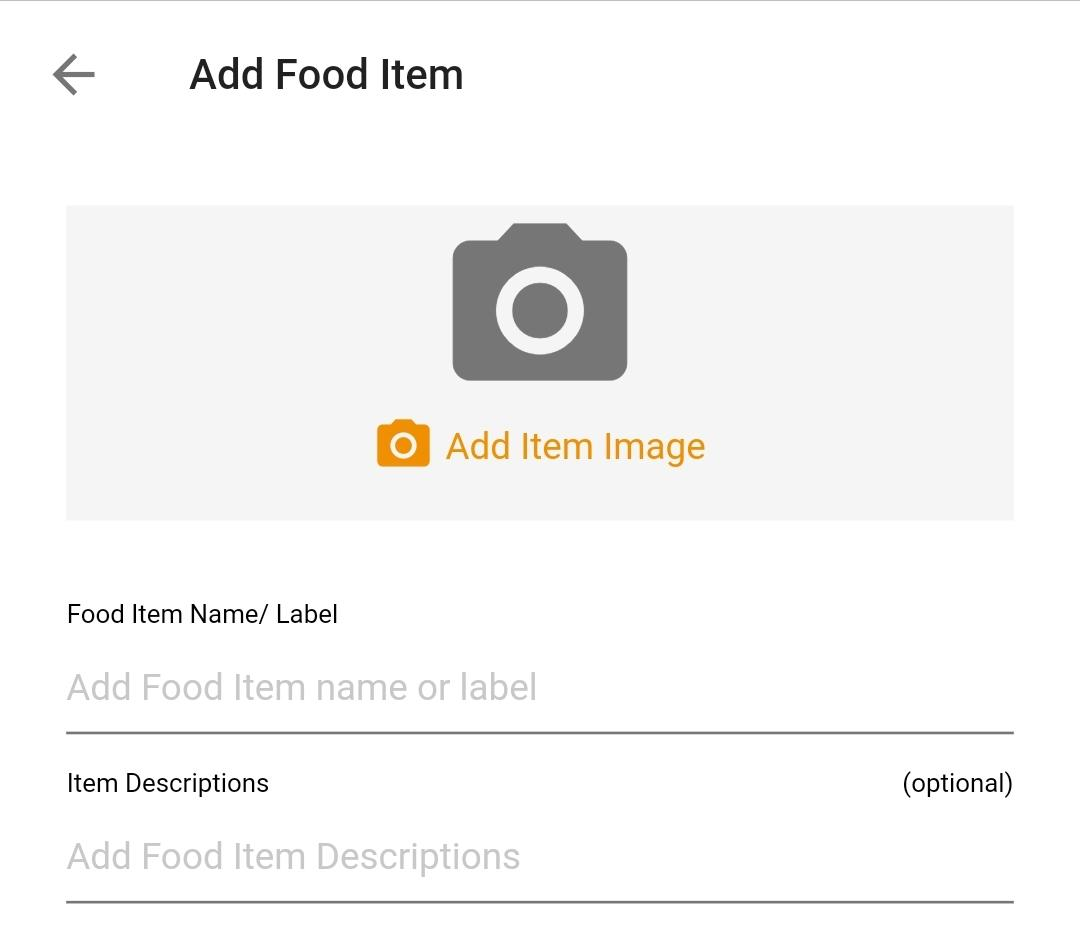 Add Food Item
Add Item Image
Food Item Name/ Label
Add Food Item name or label
Item Descriptions (optional)
Add Food Item Descriptions